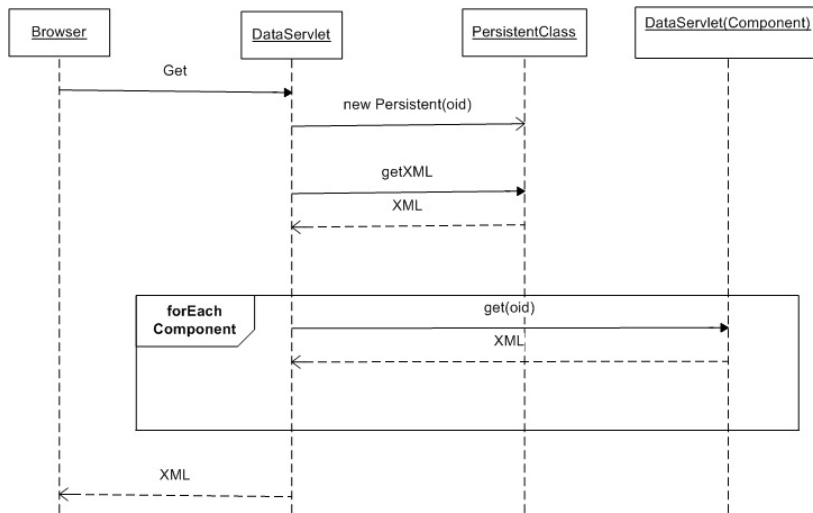 Browser
DataServlet
PersistentClass
DataServlet(Component)
Get
new Persistent(oid)
getXML
XML
forEach
Component
get(oid)
XML
XML